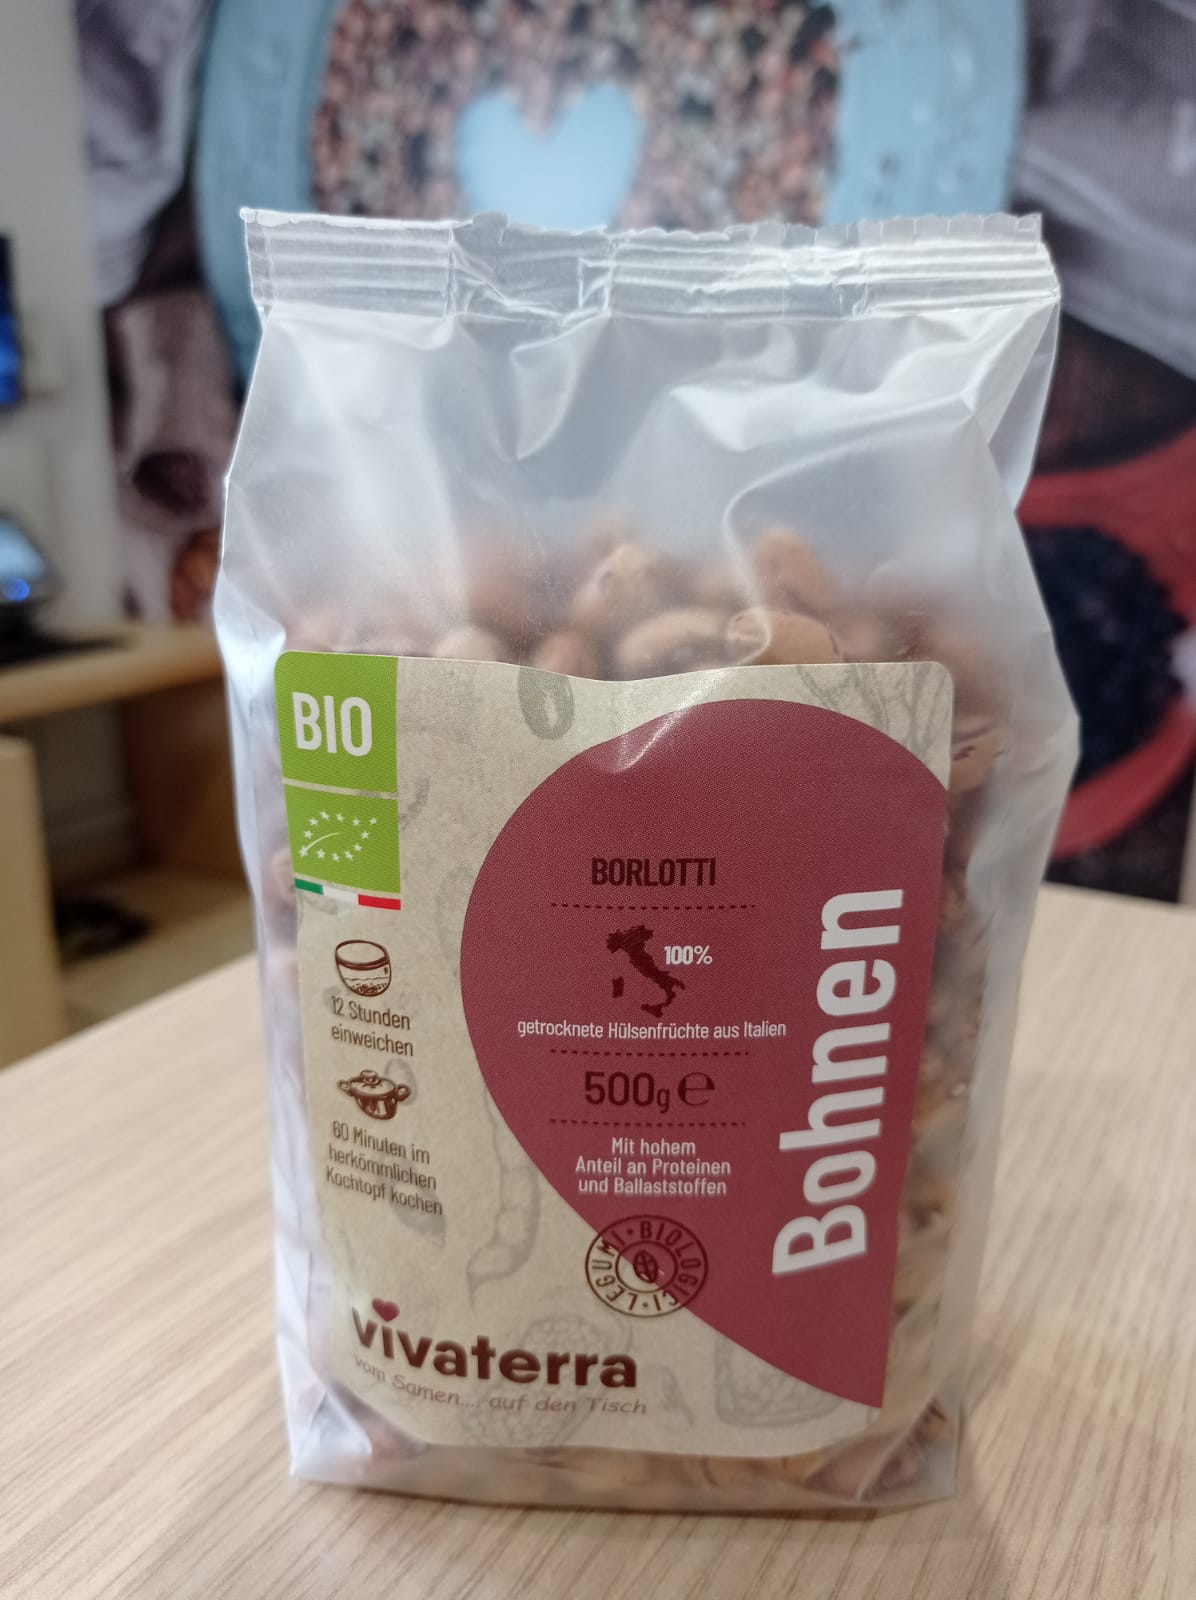 BIO
12 Stunden
einweichen
60 Minuten im
herkömmlichen
Kochtopf kochen
BORLOTTI
100%
getrocknete Hülsenfrüchte aus Italien
500g ℮
Mit hohem
Anteil an Proteinen
und Ballaststoffen
Bohnen
LEGUMI • BIOLOGICI •
vivaterra
vom Samen.... auf den Tisch